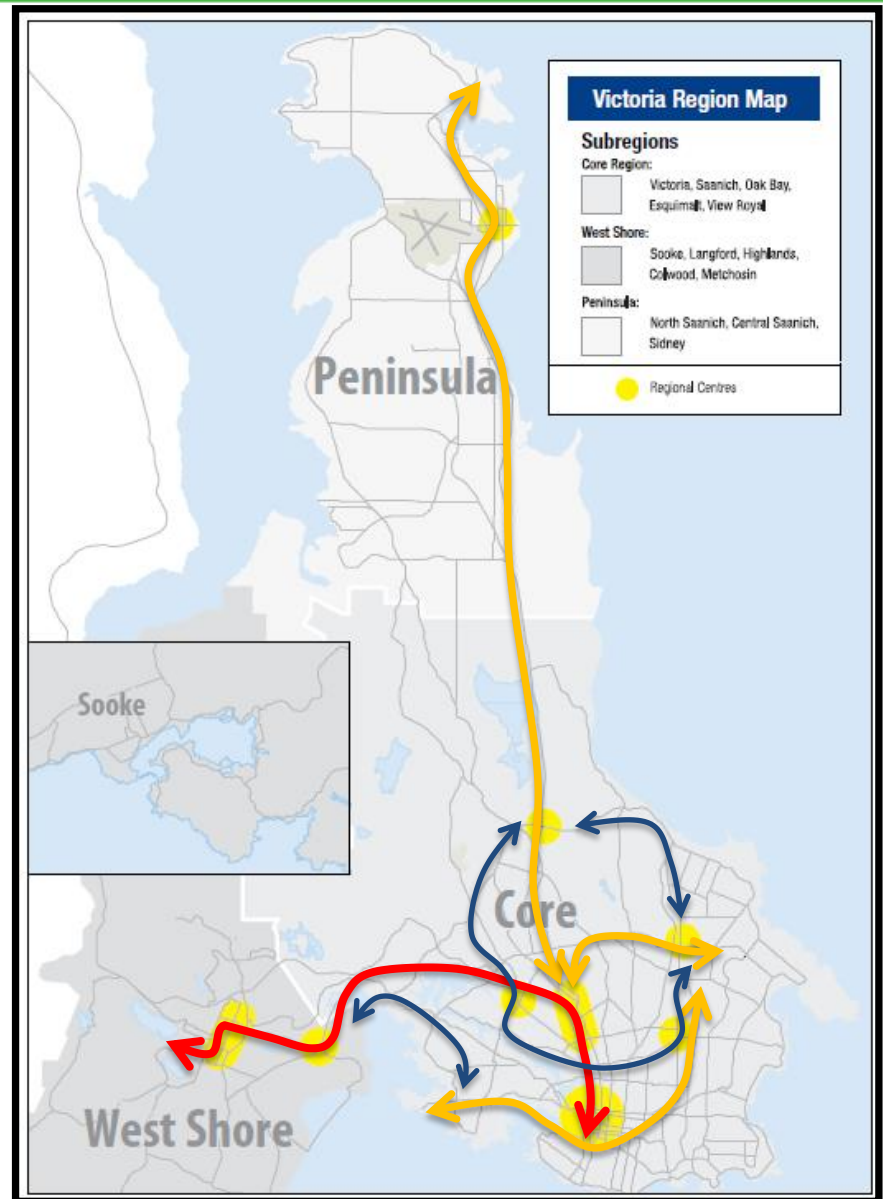 Victoria Region Map
Subregions
Core Region:
Victoria, Saanich, Oak Bay,
Esquimalt, View Royal
West Shore:
Sooke, Langford, Highlands,
Colwood, Metchosin
Peninsula:
North Saanich, Central Saanich,
Sidney
Regional Centres
Peninsula
Sooke
Core
West Shore